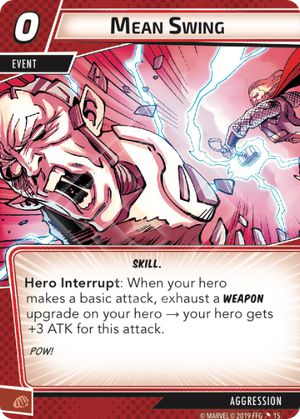 0
MEAN SWING
EVENT
SKILL.
Hero Interrupt: When your hero
makes a basic attack, exhaust a WEAPON
upgrade on your hero → your hero gets
+3 ATK for this attack.
POW!
AGGRESSION
© MARVEL © 2019 FFG 15